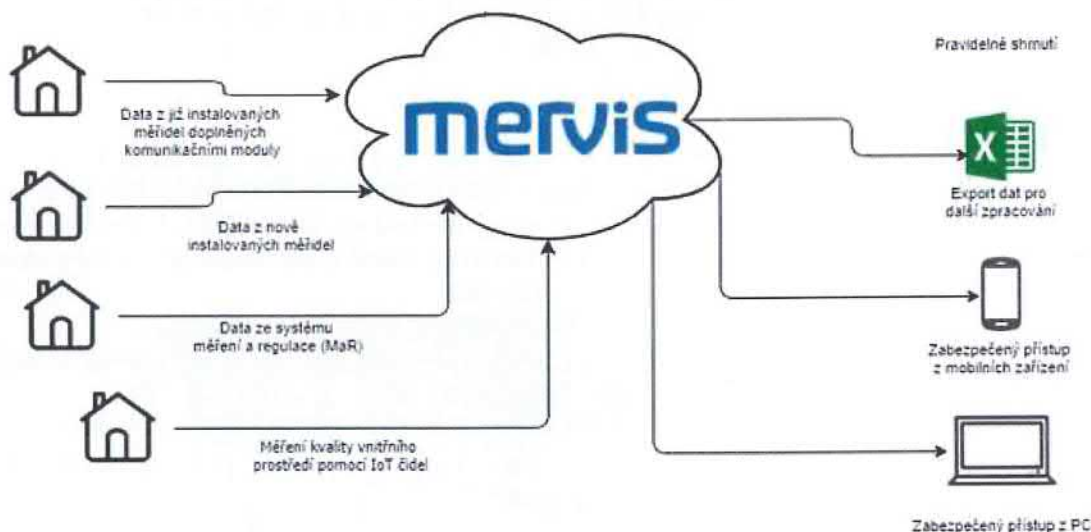 Pravidelné shrnutí
mervis
Data z již instalovaných
měřidel doplněných
komunikačními moduly
Export dat pro
další zpracování
Data z nově
instalovaných měřidel
Data ze systému
měření a regulace (MaR)
Zabezpečený přístup
z mobilních zařízení
Měření kvality vnitřního
prostředí pomocí IoT čidel
Zabezpečený přístup z PC